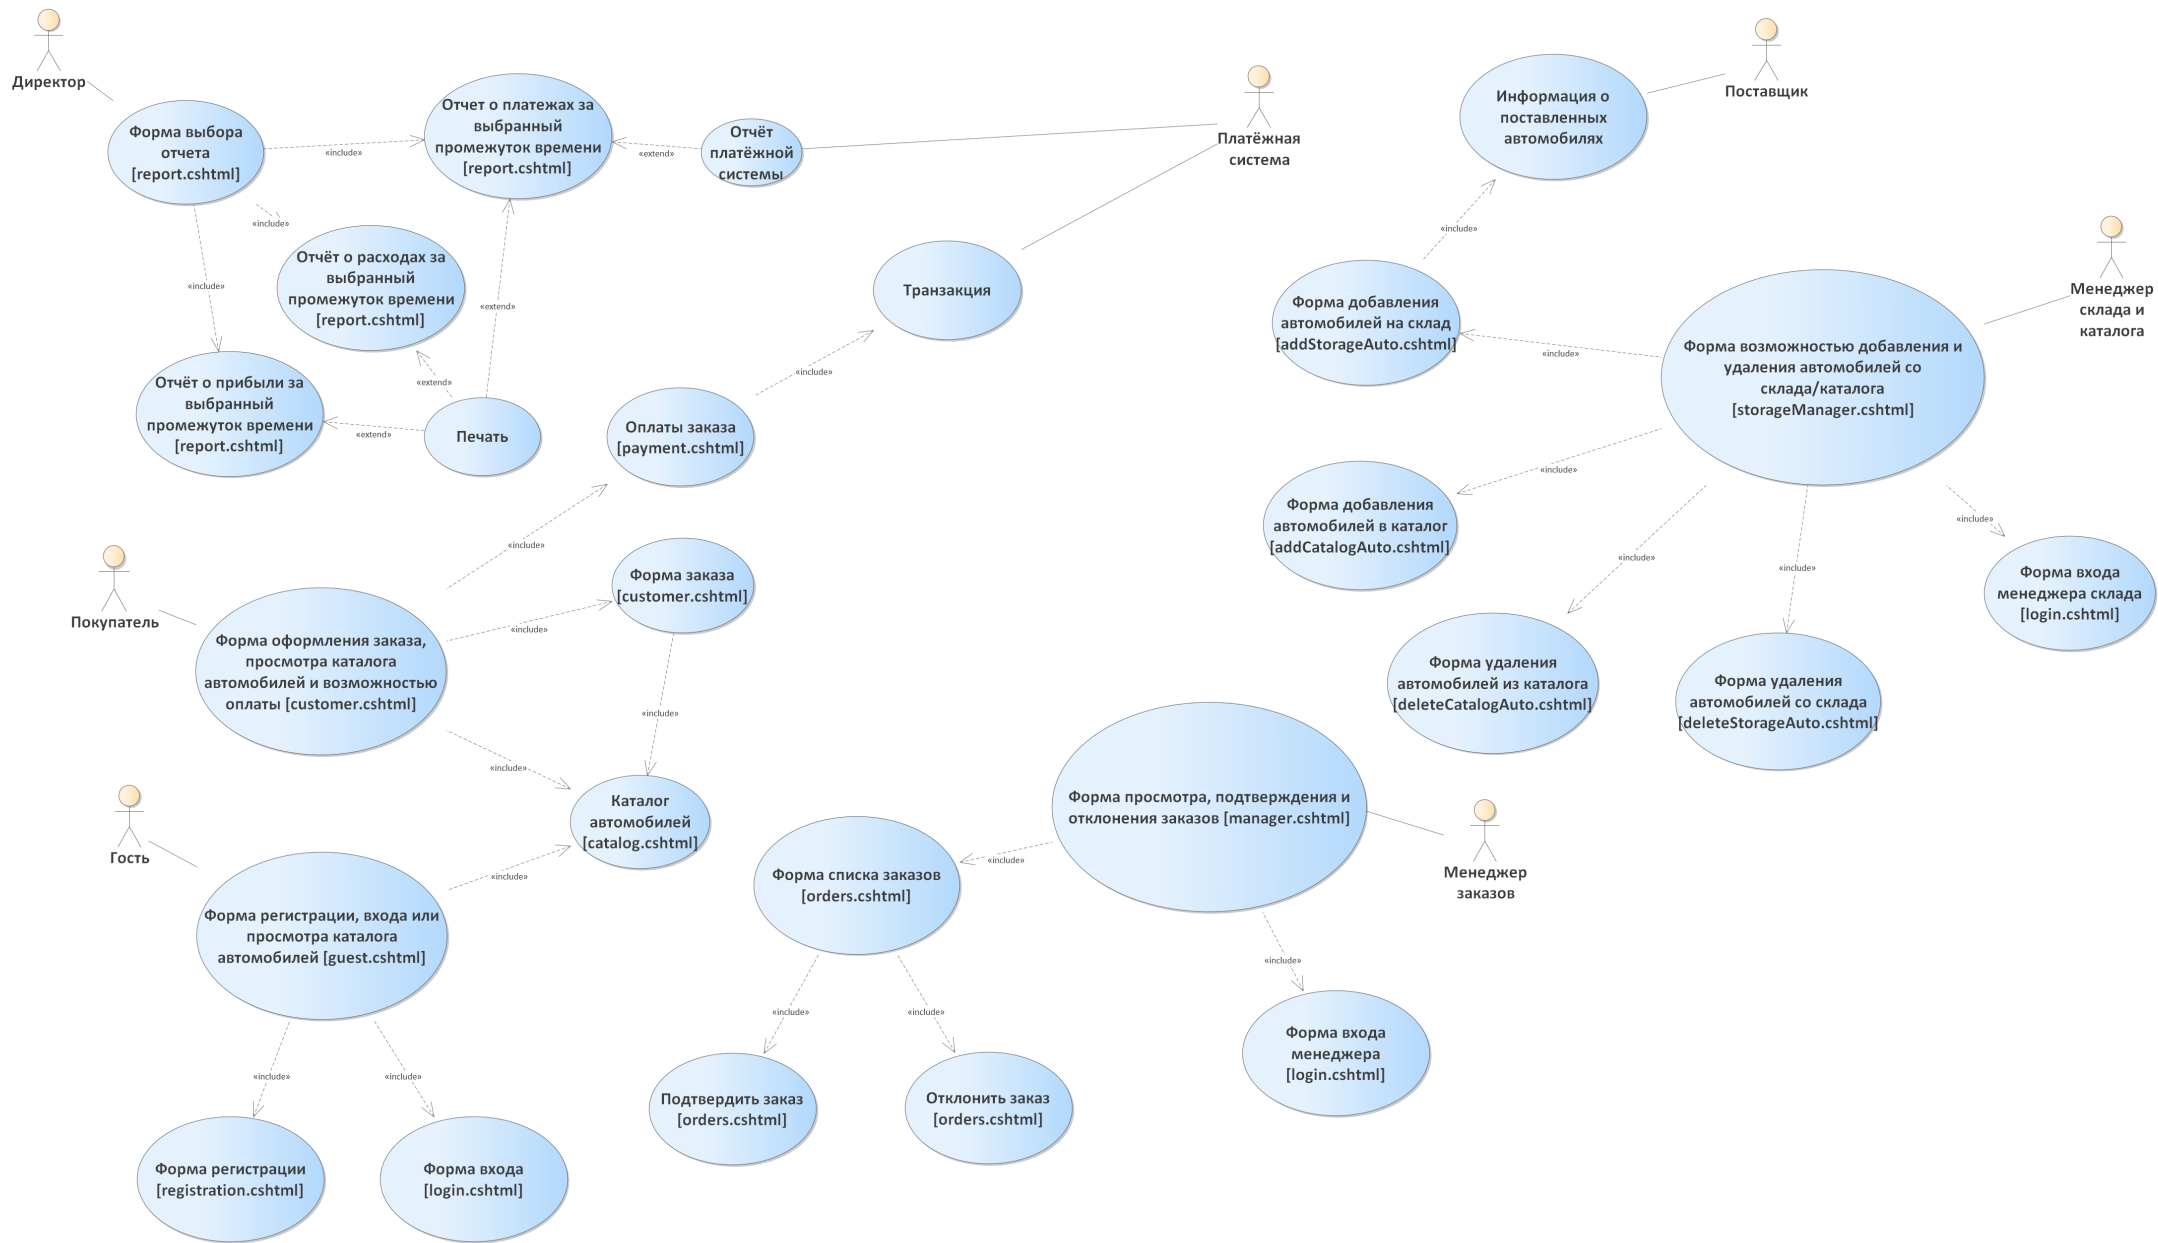 Директор
Форма выбора
отчета
[report.cshtml]
«include»
Отчет о платежах за
выбранный
промежуток времени
[report.cshtml]
«extend»
Отчёт
платёжной
системы
Платёжная
система
«include»
Отчёт о расходах за
выбранный
промежуток времени
[report.cshtml]
«include»
«extend»
«extend»
Отчёт о прибыли за
выбранный
промежуток времени
[report.cshtml]
«extend»
Печать
Транзакция
«include»
Оплаты заказа
[payment.cshtml]
«include»
Покупатель
Форма оформления заказа,
просмотра каталога
автомобилей и возможностью
оплаты [customer.cshtml]
«include»
Форма заказа
[customer.cshtml]
«include»
«include»
Каталог
автомобилей
[catalog.cshtml]
Гость
Форма регистрации, входа или
просмотра каталога
автомобилей [guest.cshtml]
«include»
«include»
«include»
Форма регистрации
[registration.cshtml]
Форма входа
[login.cshtml]
Поставщик
Информация о
поставленных
автомобилях
«include»
Форма добавления
автомобилей на склад
[addStorageAuto.cshtml]
«include»
Менеджер
склада и
каталога
Форма возможностью добавления и
удаления автомобилей со
склада/каталога
[storageManager.cshtml]
«include»
Форма добавления
автомобилей в каталог
[addCatalogAuto.cshtml]
«include»
«include»
«include»
Форма входа
менеджера склада
[login.cshtml]
Форма удаления
автомобилей из каталога
[deleteCatalogAuto.cshtml]
Форма удаления
автомобилей со склада
[deleteStorageAuto.cshtml]
Форма просмотра, подтверждения и
отклонения заказов [manager.cshtml]
Менеджер
заказов
«include»
Форма списка заказов
[orders.cshtml]
«include»
«include»
«include»
Форма входа
менеджера
[login.cshtml]
Подтвердить заказ
[orders.cshtml]
Отклонить заказ
[orders.cshtml]